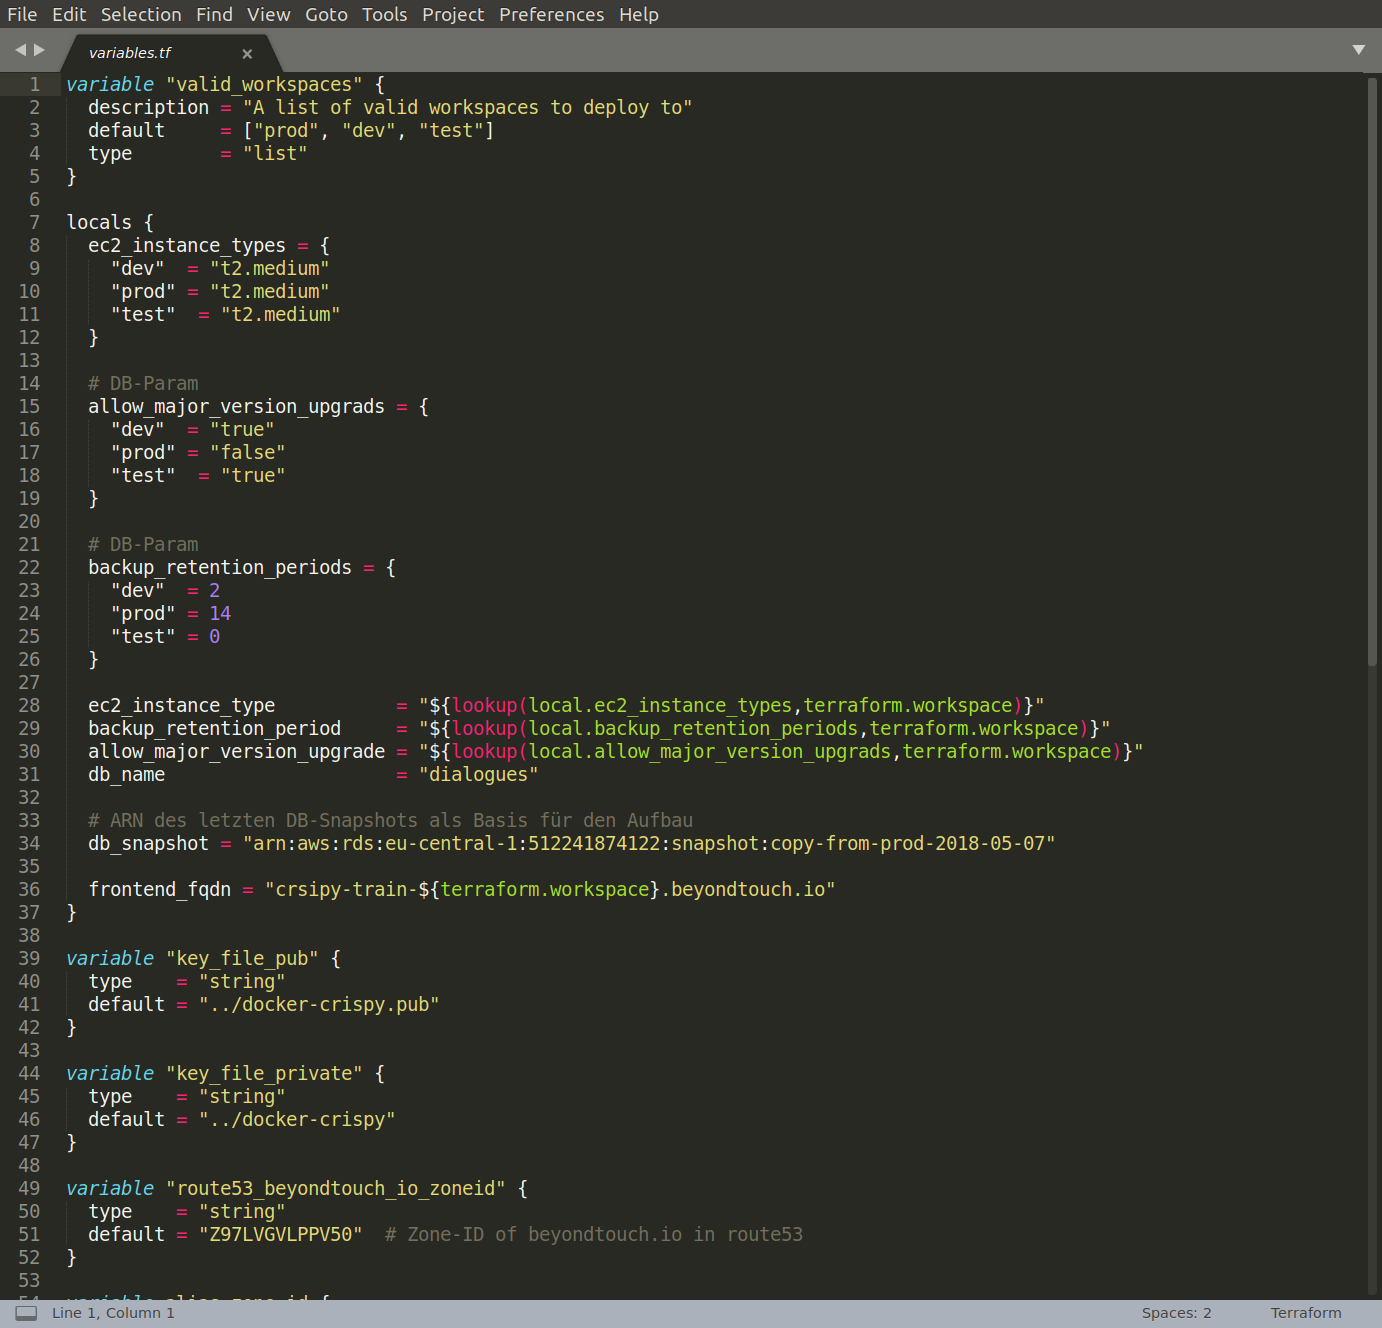 File Edit Selection Find View Goto Tools Project Preferences Help
variables.tf
1 variable "valid_workspaces" {
2   description = "A list of valid workspaces to deploy to"
3   default     = ["prod", "dev", "test"]
4   type        = "list"
5 }
6
7 locals {
8   ec2_instance_types = {
9     "dev"  = "t2.medium"
10     "prod" = "t2.medium"
11     "test"  = "t2.medium"
12   }
13
14   # DB-Param
15   allow_major_version_upgrads = {
16     "dev"  = "true"
17     "prod" = "false"
18     "test"  = "true"
19   }
20
21   # DB-Param
22   backup_retention_periods = {
23     "dev"  = 2
24     "prod" = 14
25     "test" = 0
26   }
27
28   ec2_instance_type           = "${lookup(local.ec2_instance_types,terraform.workspace)}"
29   backup_retention_period     = "${lookup(local.backup_retention_periods,terraform.workspace)}"
30   allow_major_version_upgrade = "${lookup(local.allow_major_version_upgrads,terraform.workspace)}"
31   db_name                     = "dialogues"
32
33   # ARN des letzten DB-Snapshots als Basis für den Aufbau
34   db_snapshot = "arn:aws:rds:eu-central-1:512241874122:snapshot:copy-from-prod-2018-05-07"
35
36   frontend_fqdn = "crsipy-train-${terraform.workspace}.beyondtouch.io"
37 }
38
39 variable "key_file_pub" {
40   type    = "string"
41   default = "../docker-crispy.pub"
42 }
43
44 variable "key_file_private" {
45   type    = "string"
46   default = "../docker-crispy"
47 }
48
49 variable "route53_beyondtouch_io_zoneid" {
50   type    = "string"
51   default = "Z97LVGVLPPV50"  # Zone-ID of beyondtouch.io in route53
52 }
53
Line 1, Column 1 Spaces: 2 Terraform